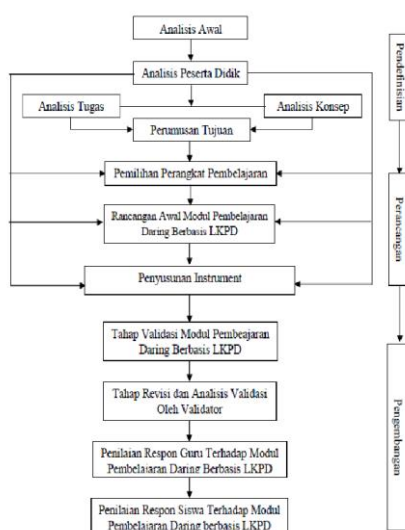 Analisis Awal
Analisis Peserta Didik
Analisis Tugas
Analisis Konsep
Perumusan Tujuan
Pemilihan Perangkat Pembelajaran
Rancangan Awal Modul Pembelajaran
Daring Berbasis LKPD
Penyusunan Instrument
Tahap Validasi Modul Pembeajaran
Daring Berbasis LKPD
Tahap Revisi dan Analisis Validasi
Oleh Validator
Penilaian Respon Guru Terhadap Modul
Pembelajaran Daring Berbasis LKPD
Penilaian Respon Siswa Terhadap Modul
Pembelajaran Daring berbasis LKPD
Pendefinisian
Perancangan
Pengembangan